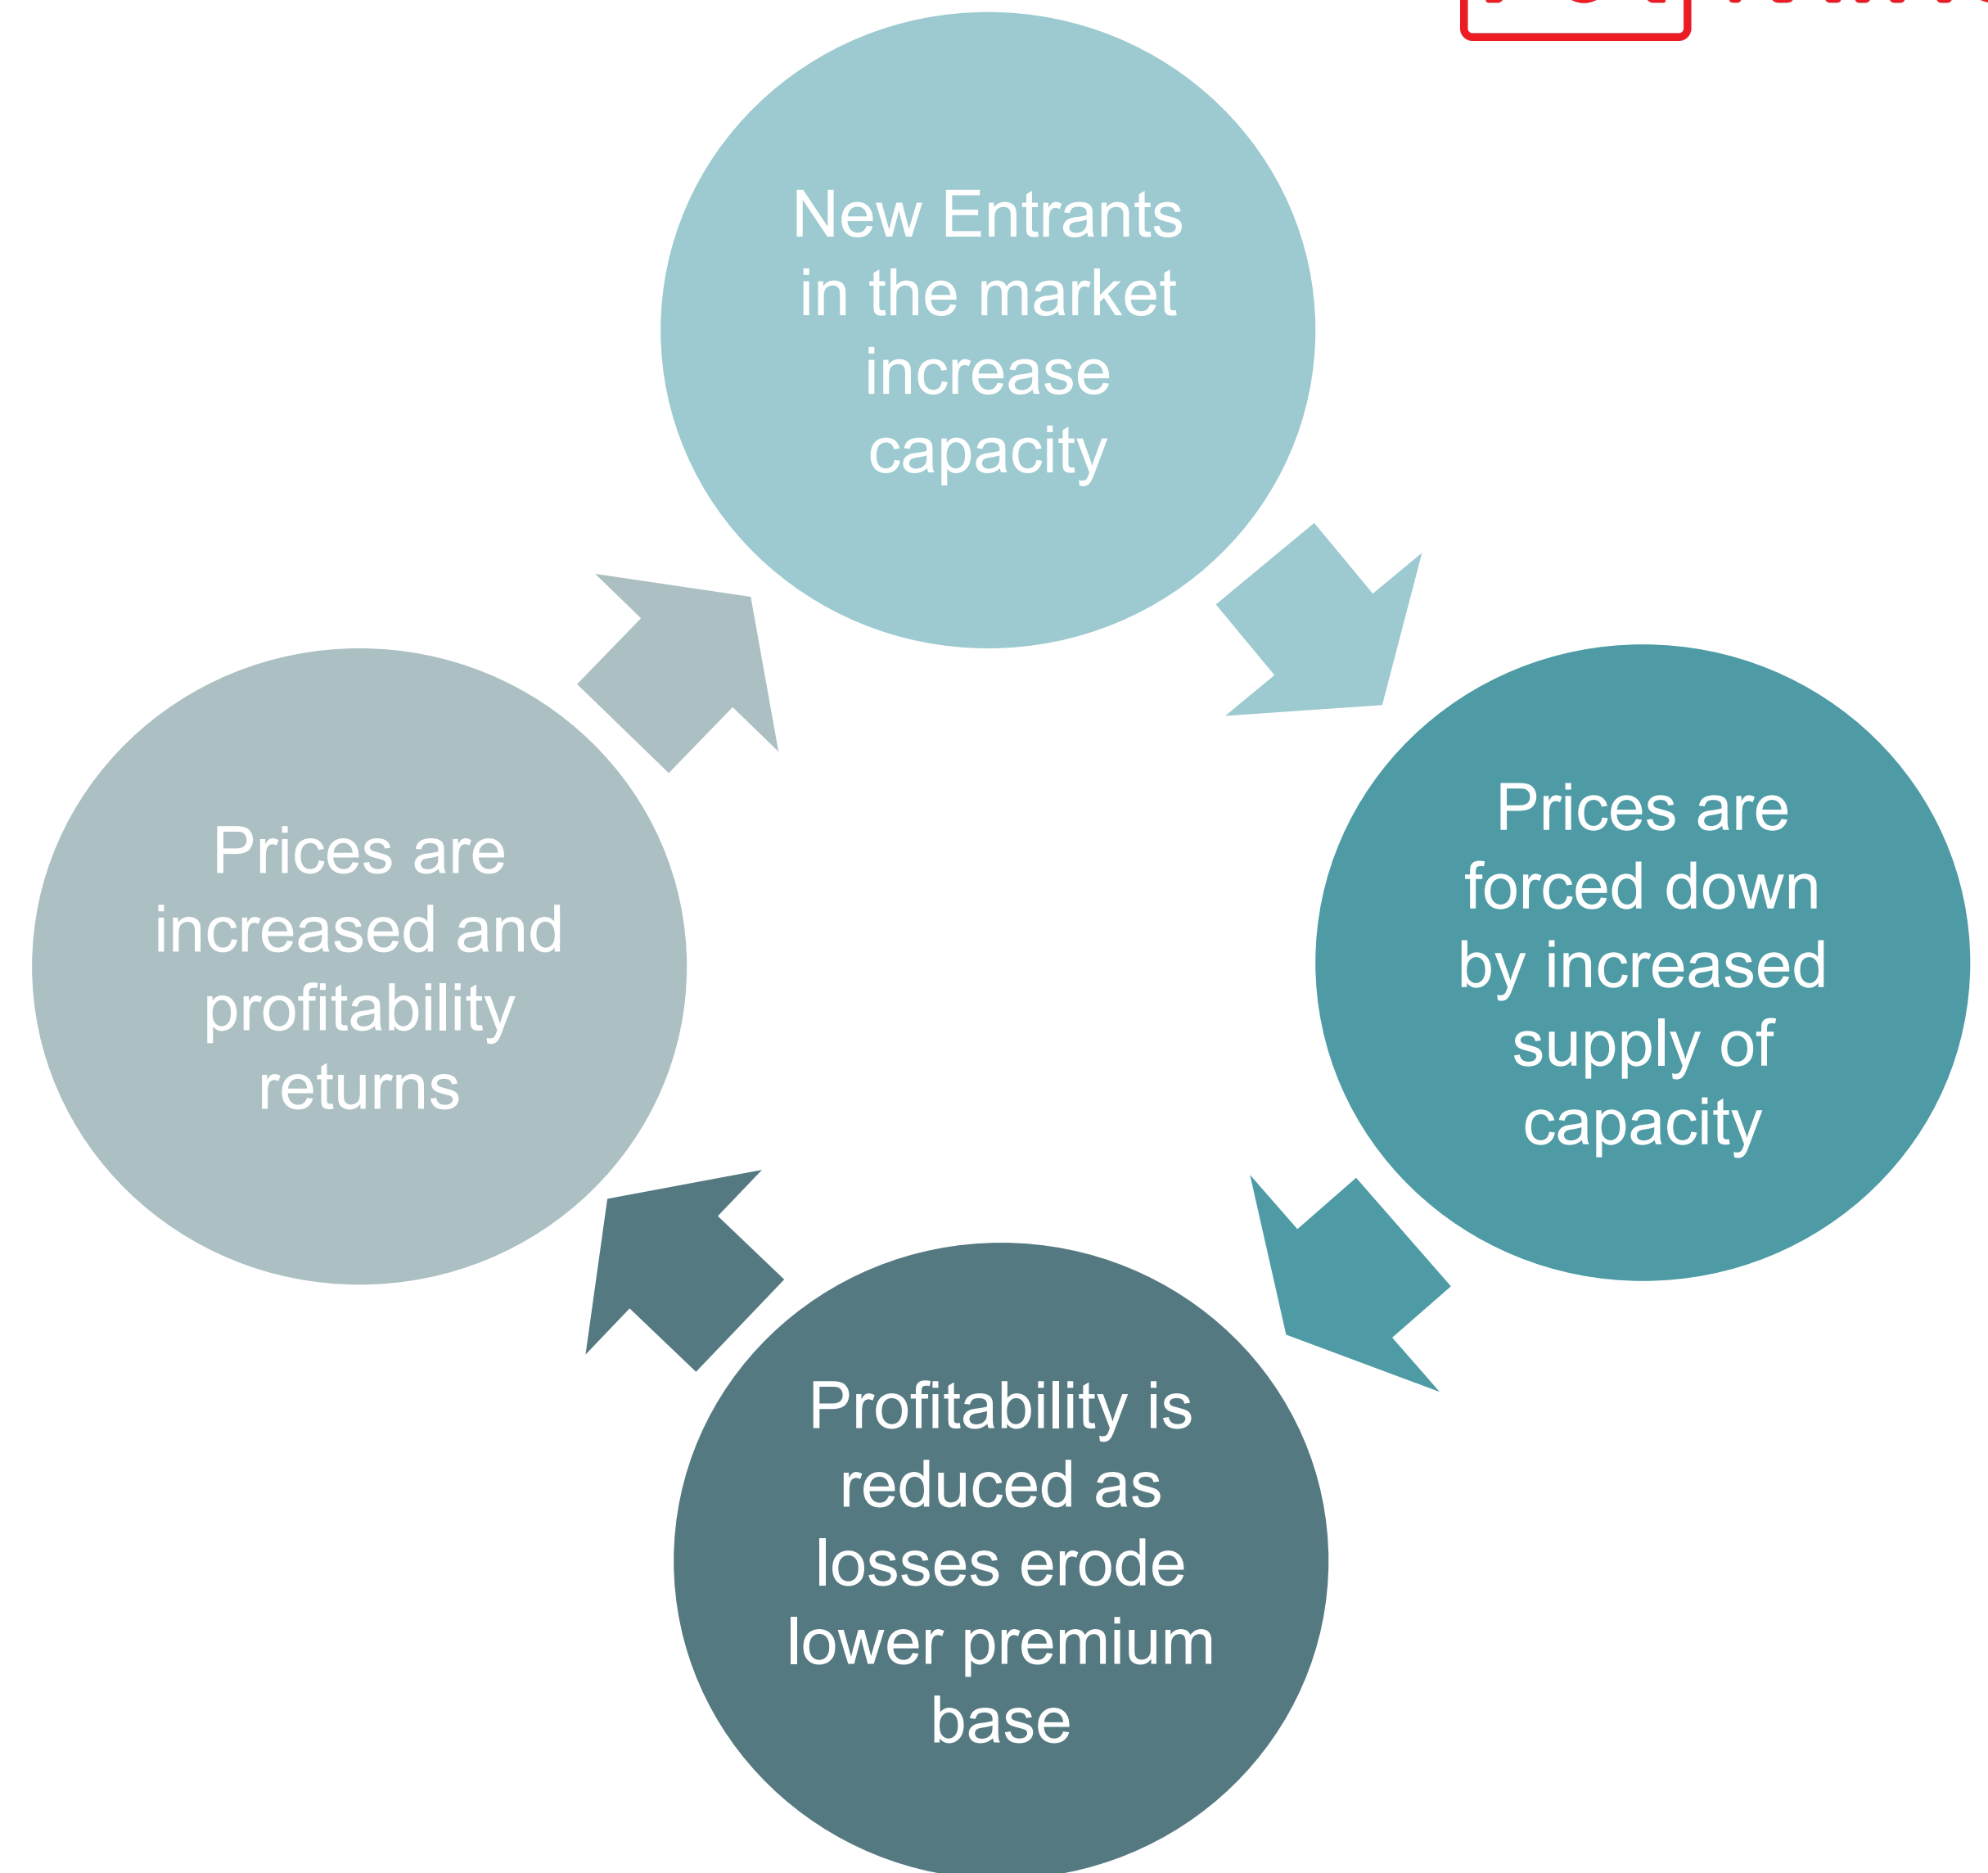 New Entrants
in the market
increase
capacity
Prices are
forced down
by increased
supply of
capacity
Profitability is
reduced as
losses erode
lower premium
base
Prices are
increased and
profitability
returns